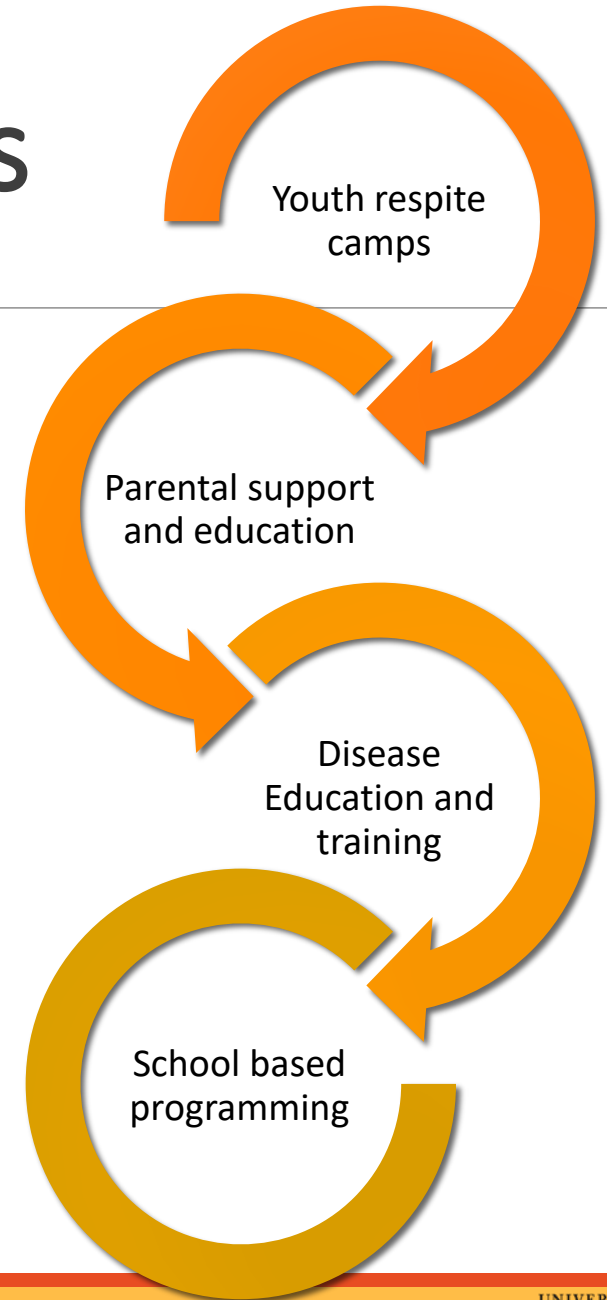 s
Youth respite
camps
Parental support
and education
Disease
Education and
training
School based
programming